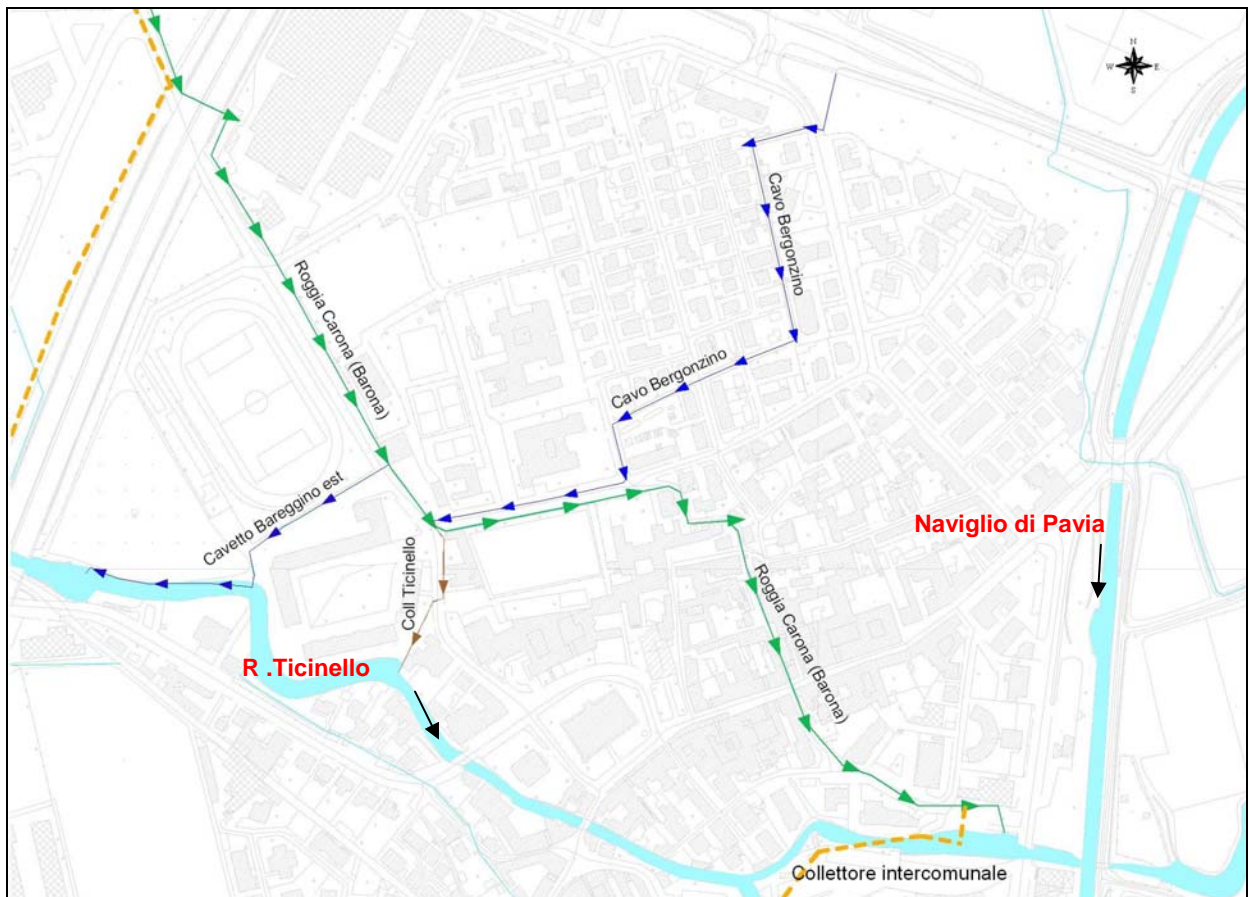 N
W E
S
Roggia Carona (Barona)
Cavo Bergonzino
Cavo Bergonzino
Cavetto Bareggino est
Coll Ticinello
Naviglio di Pavia
R .Ticinello
Roggia Carona (Barona)
Collettore intercomunale